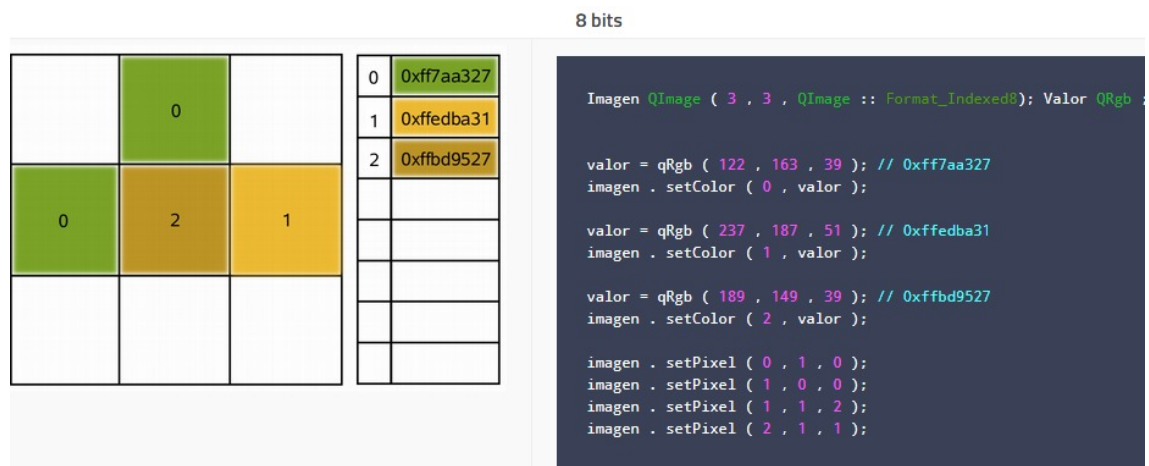 8 bits
0
0 2 1
0 0xff7aa327
1 0xffedba31
2 0xffbd9527
Imagen QImage ( 3 , 3 , QImage :: Format_Indexed8); Valor QRgb ;
valor = qRgb ( 122 , 163 , 39 ); // 0xff7aa327
imagen . setColor ( 0 , valor );
valor = qRgb ( 237 , 187 , 51 ); // 0xffedba31
imagen . setColor ( 1 , valor );
valor = qRgb ( 189 , 149 , 39 ); // 0xffbd9527
imagen . setColor ( 2 , valor );
imagen . setPixel ( 0 , 1 , 0 );
imagen . setPixel ( 1 , 0 , 0 );
imagen . setPixel ( 1 , 1 , 2 );
imagen . setPixel ( 2 , 1 , 1 );